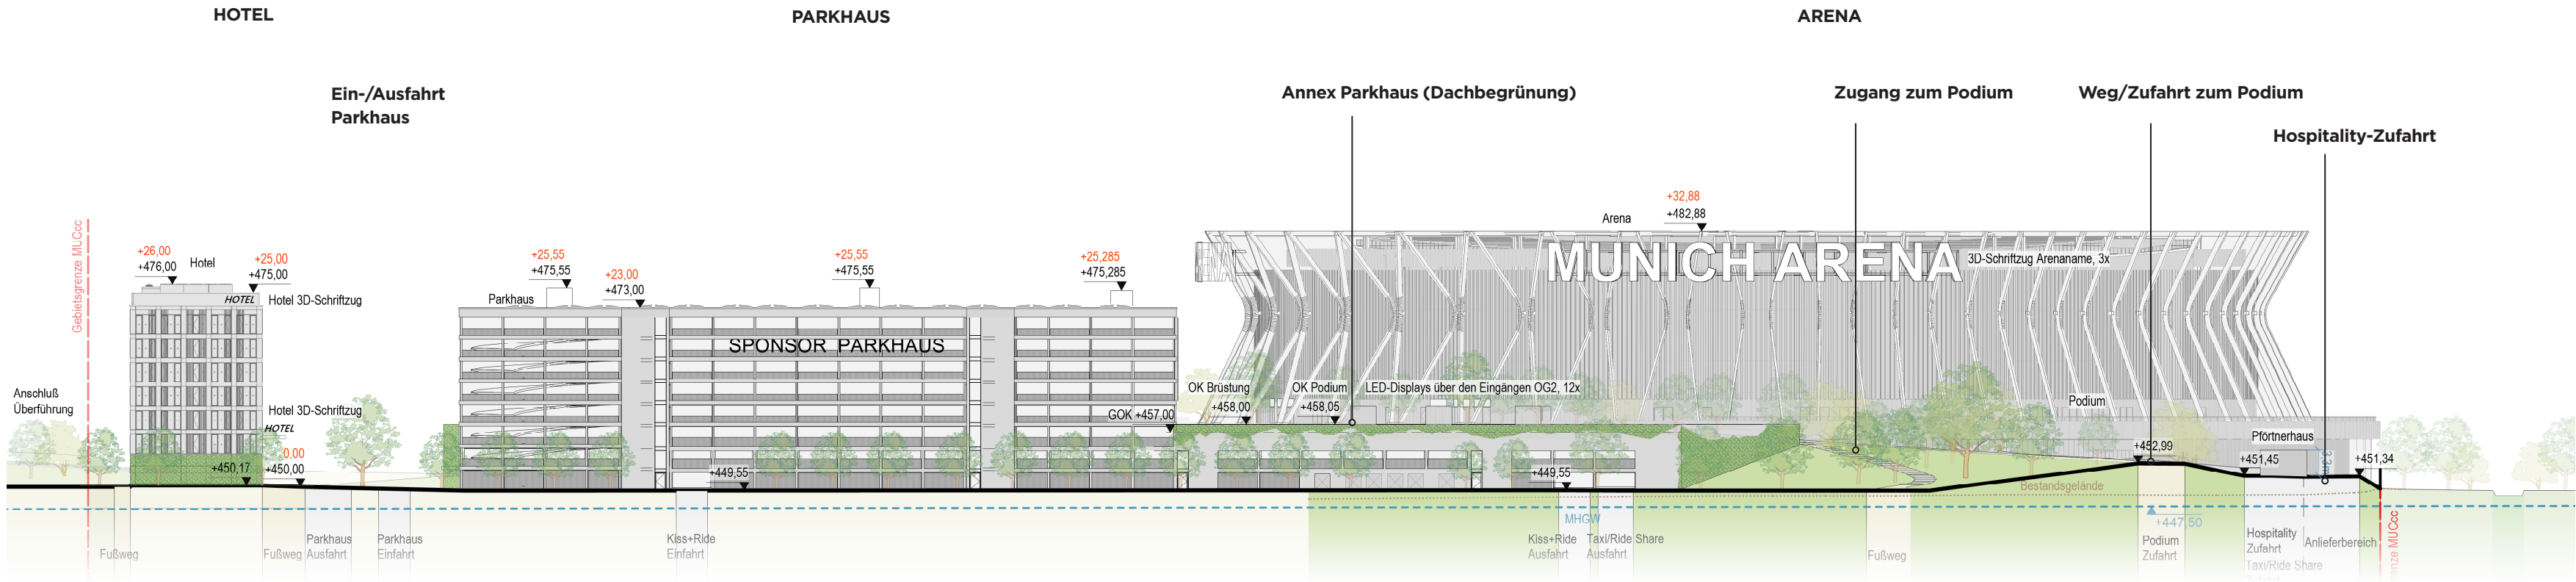 HOTEL
PARKHAUS
ARENA
Ein-/Ausfahrt
Parkhaus
Annex Parkhaus (Dachbegrünung)
Zugang zum Podium
Weg/Zufahrt zum Podium
Hospitality-Zufahrt
Gebietsgrenze MUCcc
+26,00
+476,00
Hotel
+25,00
+475,00
HOTEL
Hotel 3D-Schriftzug
Anschluß
Überführung
Hotel 3D-Schriftzug
HOTEL
0,00
+450,17
+450,00
Parkhaus
+25,55
+475,55
+23,00
+473,00
+25,55
+475,55
+25,285
+475,285
SPONSOR PARKHAUS
GOK +457,00
+449,55
Arena
+32,88
+482,88
MUNICH ARENA
3D-Schriftzug Arenaname, 3x
OK Brüstung
+458,00
OK Podium
+458,05
LED-Displays über den Eingängen OG2, 12x
+449,55
Podium
+452,99
Pförtnerhaus
+451,45
+451,34
Bestandsgelände
MHGW
+447,50
Fußweg
Fußweg
Parkhaus
Ausfahrt
Parkhaus
Einfahrt
Kiss+Ride
Einfahrt
Kiss+Ride
Ausfahrt
Taxi/Ride Share
Ausfahrt
Fußweg
Podium
Zufahrt
Hospitality
Zufahrt
Taxi/Ride Share
Zufahrt
Anlieferbereich
enze MUCcc